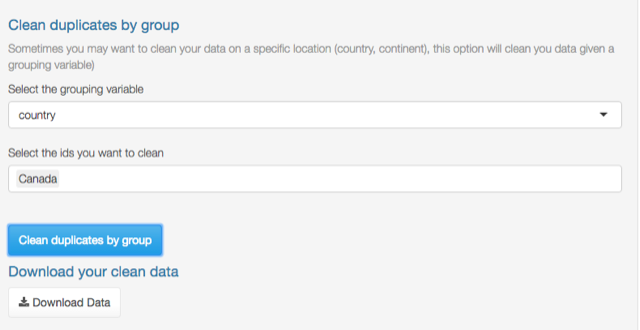 Clean duplicates by group
Sometimes you may want to clean your data on a specific location (country, continent), this option will clean you data given a
grouping variable)
Select the grouping variable
country
Select the ids you want to clean
Canada
Clean duplicates by group
Download your clean data
Download Data